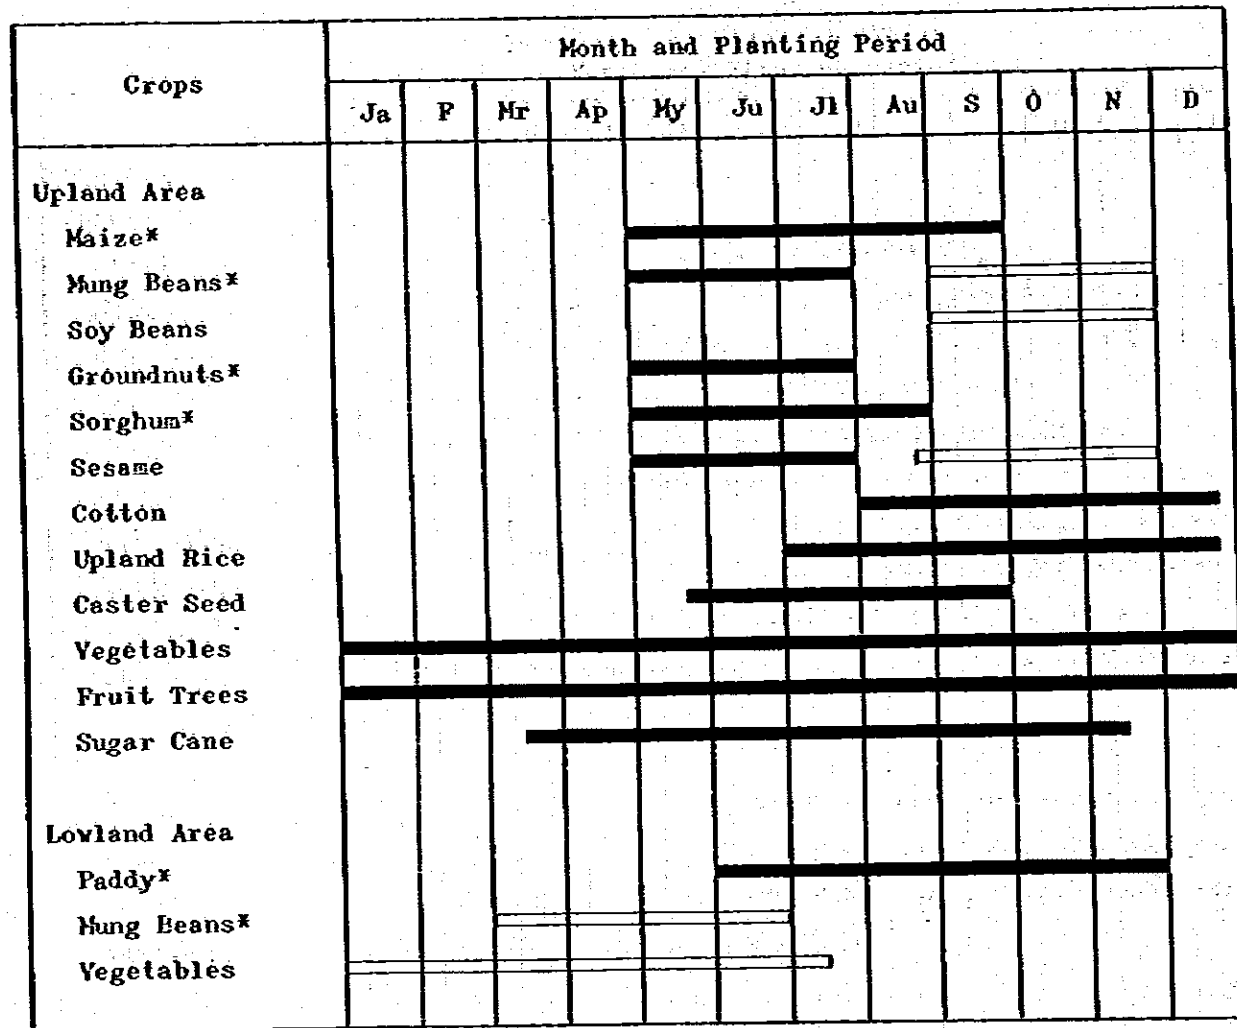 Month and Planting Period
Crops
Ja F Mr Ap My Ju Jl Au S O N D
Upland Area
Maize*
Mung Beans*
Soy Beans
Groundnuts*
Sorghum*
Sesame
Cotton
Upland Rice
Caster Seed
Vegetables
Fruit Trees
Sugar Cane
Lowland Area
Paddy*
Mung Beans*
Vegetables